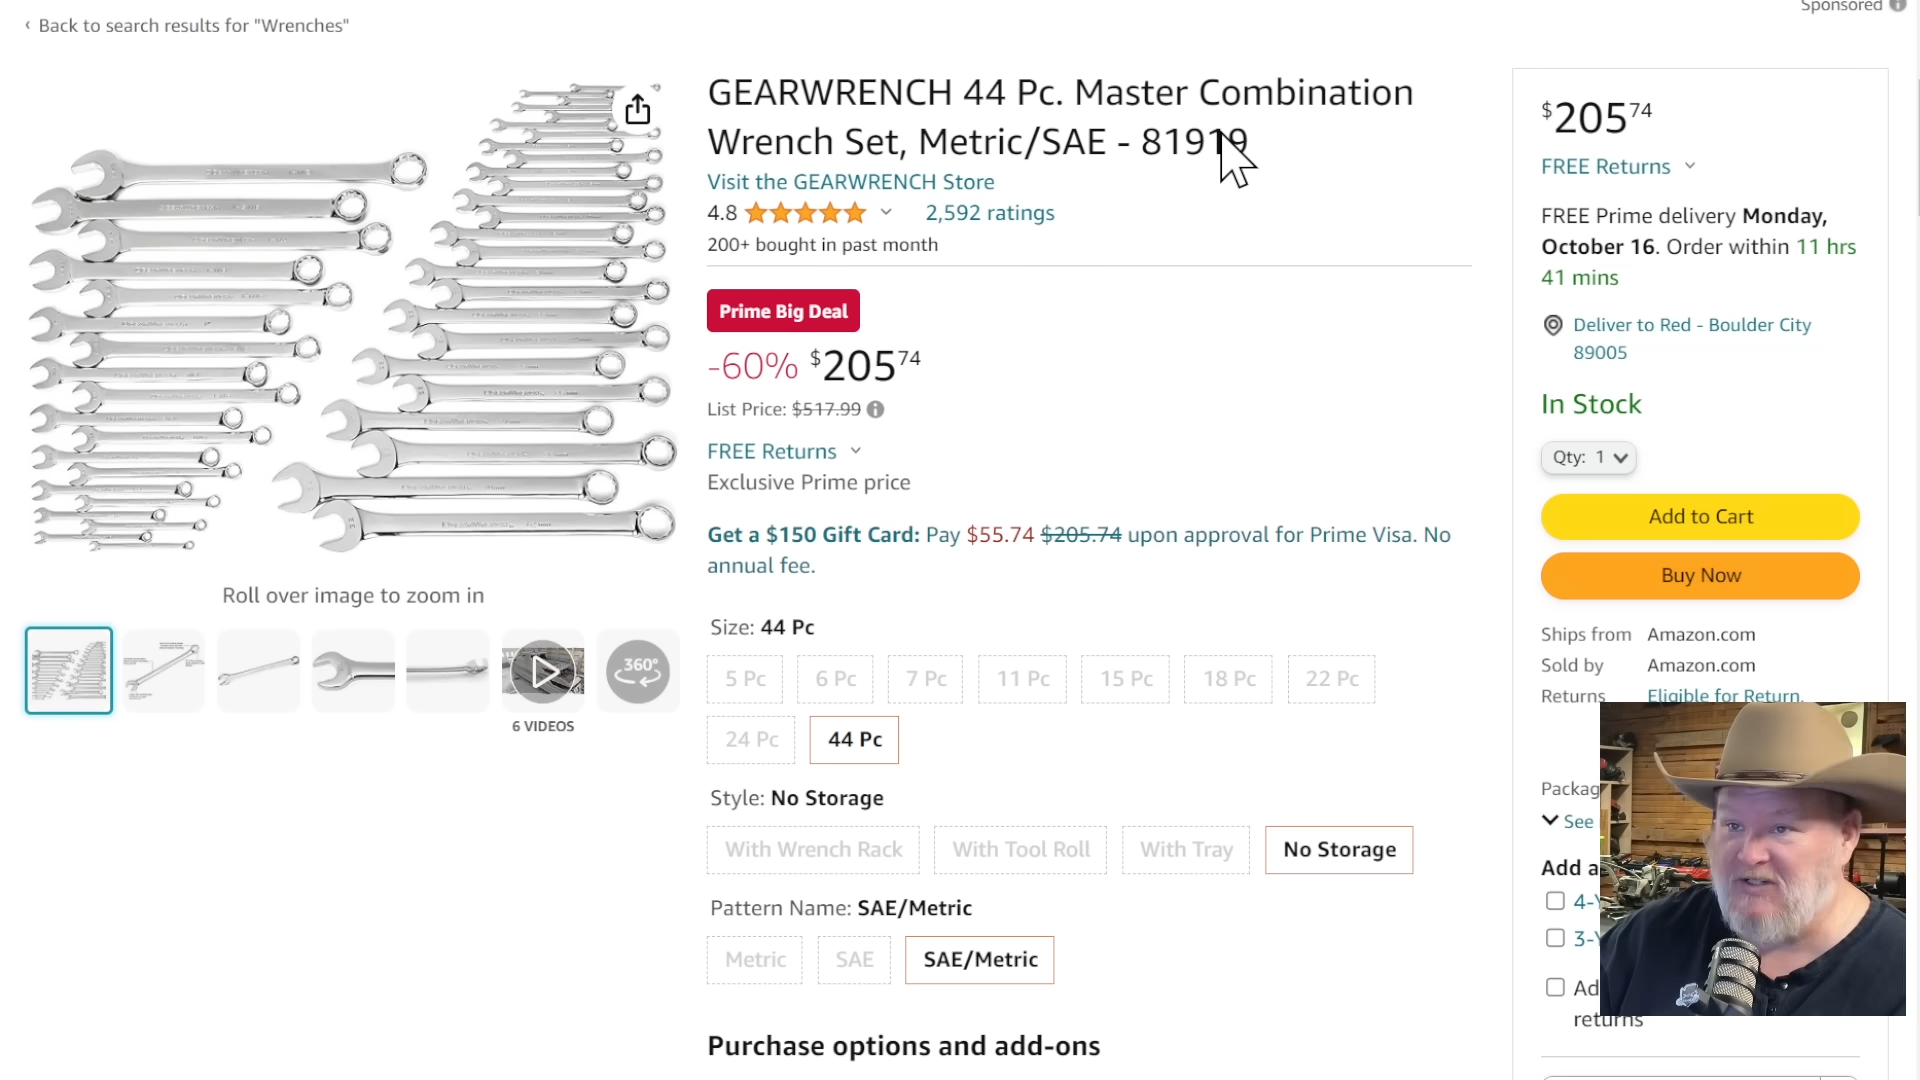 Sponsored
‹ Back to search results for "Wrenches"
GEARWRENCH 44 Pc. Master Combination
Wrench Set, Metric/SAE - 81919
Visit the GEARWRENCH Store
4.8 2,592 ratings
200+ bought in past month
Prime Big Deal
-60% $205 74
List Price: $517.99
FREE Returns
Exclusive Prime price
Get a $150 Gift Card: Pay $55.74 $205.74 upon approval for Prime Visa. No
annual fee.
Size: 44 Pc
5 Pc 6 Pc 7 Pc 11 Pc 15 Pc 18 Pc 22 Pc
24 Pc 44 Pc
Style: No Storage
With Wrench Rack With Tool Roll With Tray No Storage
Pattern Name: SAE/Metric
Metric SAE SAE/Metric
Purchase options and add-ons
Roll over image to zoom in
360°
6 VIDEOS
$205 74
FREE Returns
FREE Prime delivery Monday,
October 16. Order within 11 hrs
41 mins
Deliver to Red - Boulder City
89005
In Stock
Qty: 1
Add to Cart
Buy Now
Ships from Amazon.com
Sold by Amazon.com
Returns Eligible for Return,
Packag
See
Add a
4-Y
3-Y
Ad
returns